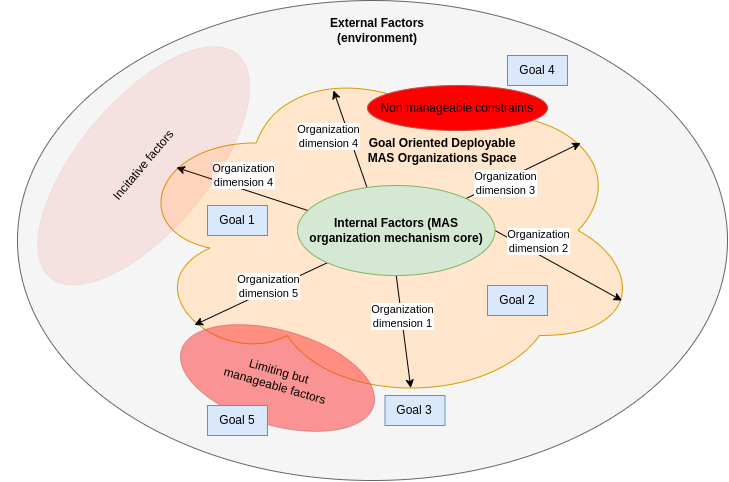 External Factors
(environment)
Goal 4
Non manageable constraints
Organization
dimension 4
Goal Oriented Deployable
MAS Organizations Space
Incitative factors
Organization
dimension 4
Organization
dimension 3
Goal 1
Internal Factors (MAS
organization mechanism core)
Organization
dimension 2
Organization
dimension 5
Goal 2
Organization
dimension 1
Limiting but
manageable factors
Goal 3
Goal 5